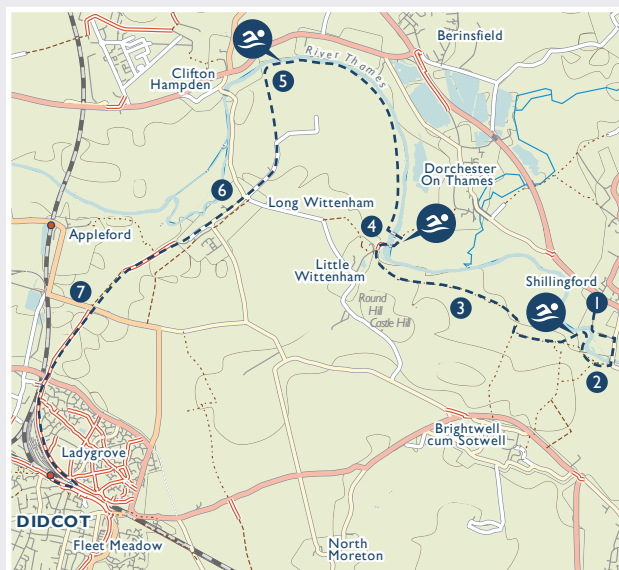 Berinsfield
River Thames
Clifton
Hampden
5
Dorchester
On Thames
6
Long Wittenham
4
Appleford
Little
Wittenham
Shillingford
7
3
1
Round
Hill
Castle Hill
2
Brightwell
cum Sotwell
Ladygrove
DIDCOT
Fleet Meadow
North
Moreton